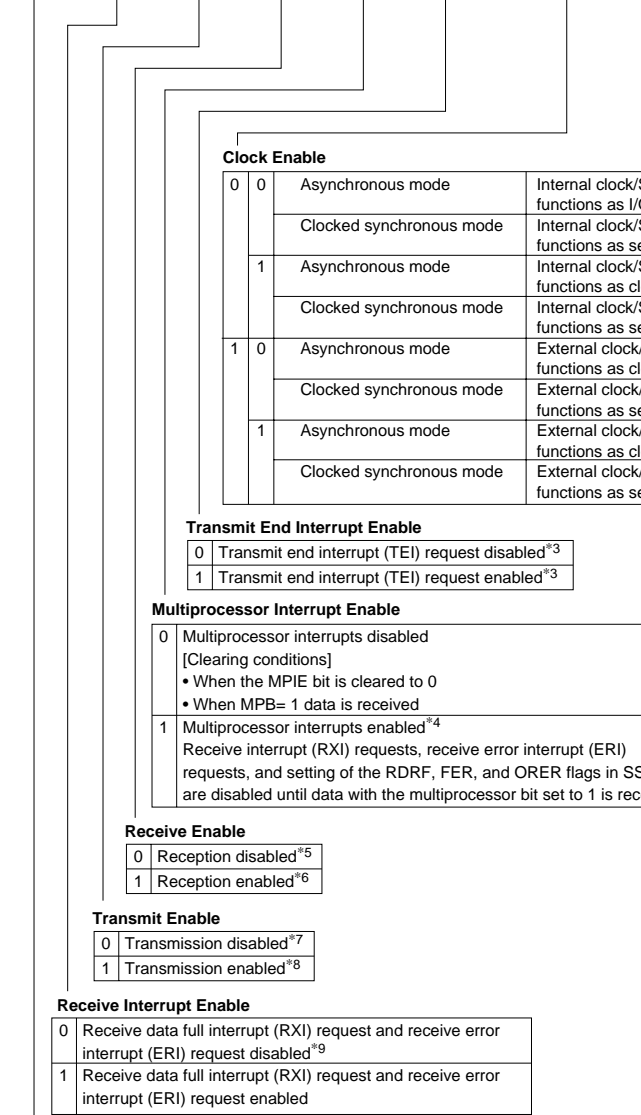 Clock Enable
0 0 Asynchronous mode Internal clock/
functions as
Clocked synchronous mode Internal clock/
functions as
1 Asynchronous mode Internal clock/
functions as
Clocked synchronous mode Internal clock/
functions as
1 0 Asynchronous mode External clock/
functions as
Clocked synchronous mode External clock/
functions as
1 Asynchronous mode External clock/
functions as
Clocked synchronous mode External clock/
functions as
Transmit End Interrupt Enable
0 Transmit end interrupt (TEI) request disabled*3
1 Transmit end interrupt (TEI) request enabled*3
Multiprocessor Interrupt Enable
0 Multiprocessor interrupts disabled
[Clearing conditions]
• When the MPIE bit is cleared to 0
• When MPB= 1 data is received
1 Multiprocessor interrupts enabled*4
Receive interrupt (RXI) requests, receive error interrupt (ERI)
requests, and setting of the RDRF, FER, and ORER flags in
are disabled until data with the multiprocessor bit set to 1 is
Receive Enable
0 Reception disabled*5
1 Reception enabled*6
Transmit Enable
0 Transmission disabled*7
1 Transmission enabled*8
Receive Interrupt Enable
0 Receive data full interrupt (RXI) request and receive error
interrupt (ERI) request disabled*9
1 Receive data full interrupt (RXI) request and receive error
interrupt (ERI) request enabled